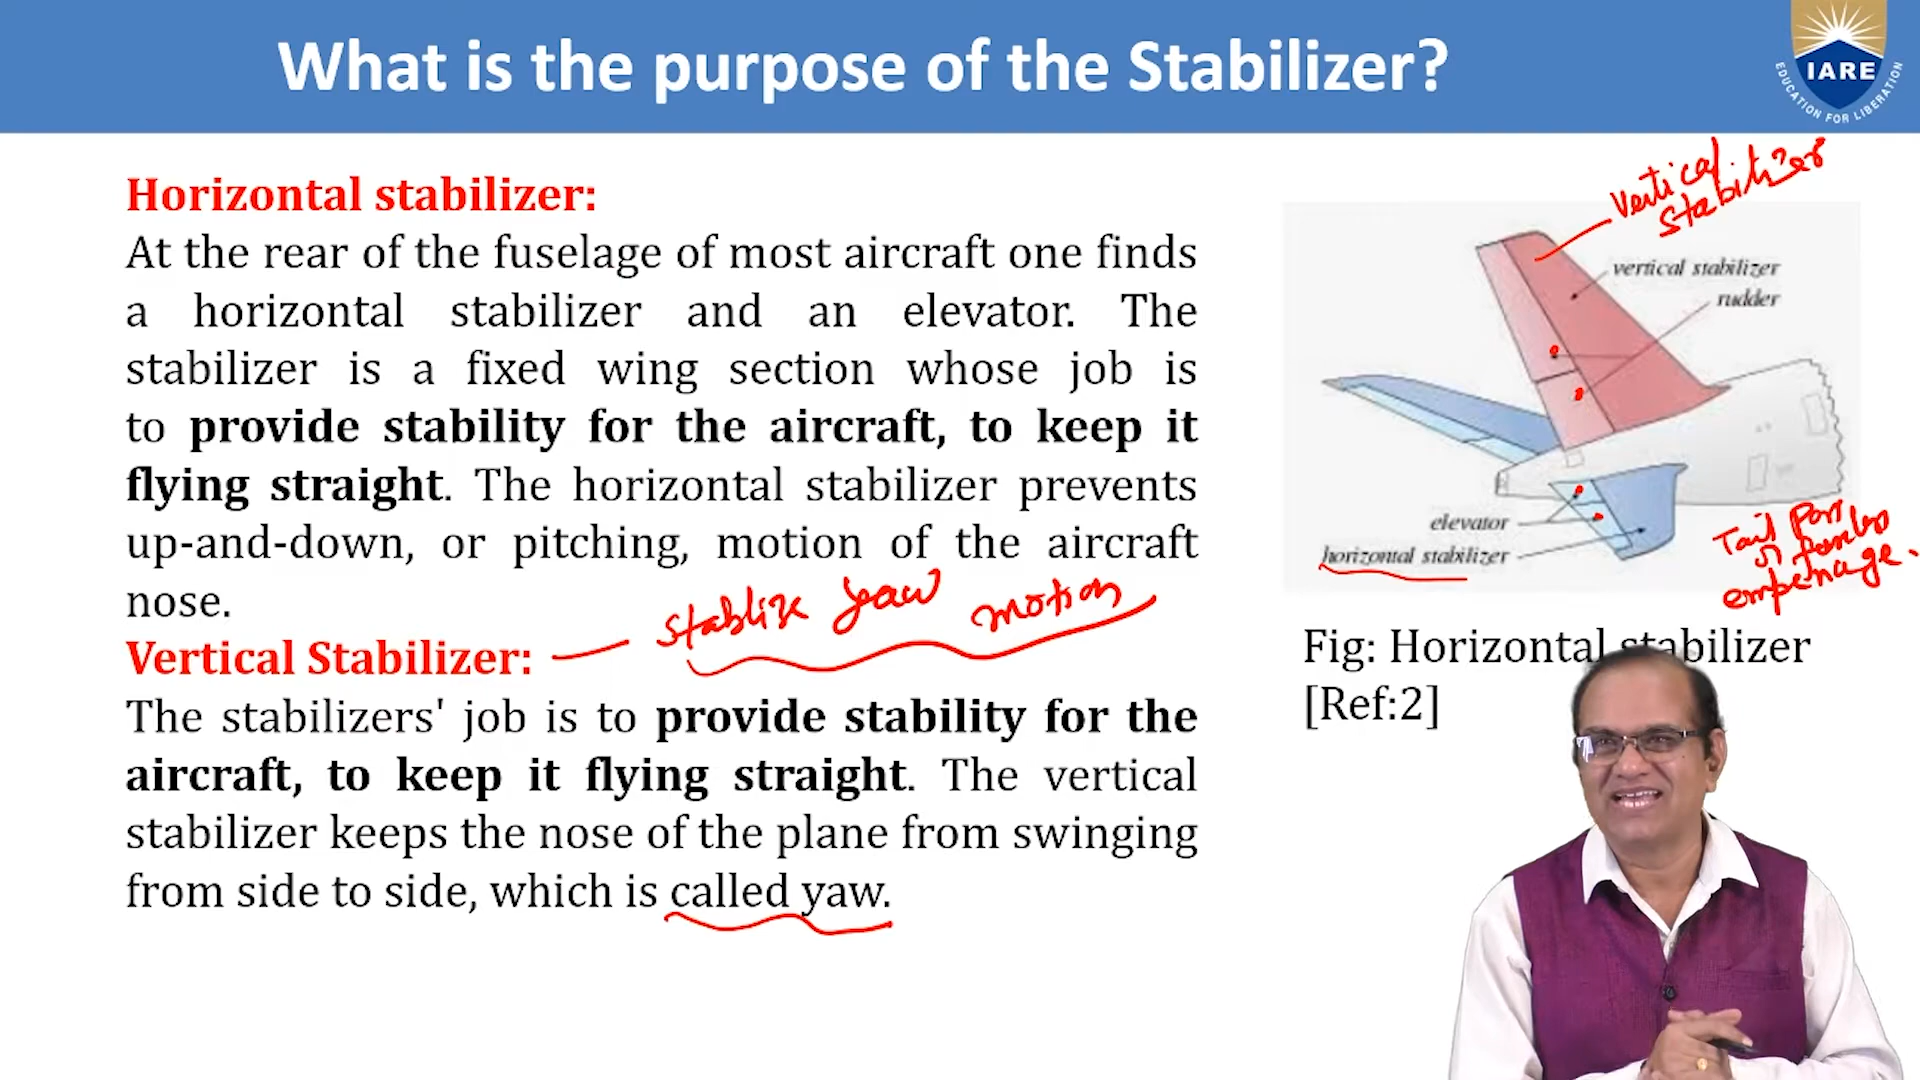 What is the purpose of the Stabilizer?
IARE
EDUCATION FOR LIBERATION
Horizontal stabilizer:
At the rear of the fuselage of most aircraft one finds
a horizontal stabilizer and an elevator. The
stabilizer is a fixed wing section whose job is
to provide stability for the aircraft, to keep it
flying straight. The horizontal stabilizer prevents
up-and-down, or pitching, motion of the aircraft
nose.
stablize yaw motion
Vertical Stabilizer:
The stabilizers' job is to provide stability for the
aircraft, to keep it flying straight. The vertical
stabilizer keeps the nose of the plane from swinging
from side to side, which is called yaw.
Vertical
Stabilizer
vertical stabilizer
rudder
elevator
horizontal stabilizer
Tail
empenage.
Fig: Horizontal stabilizer
[Ref:2]